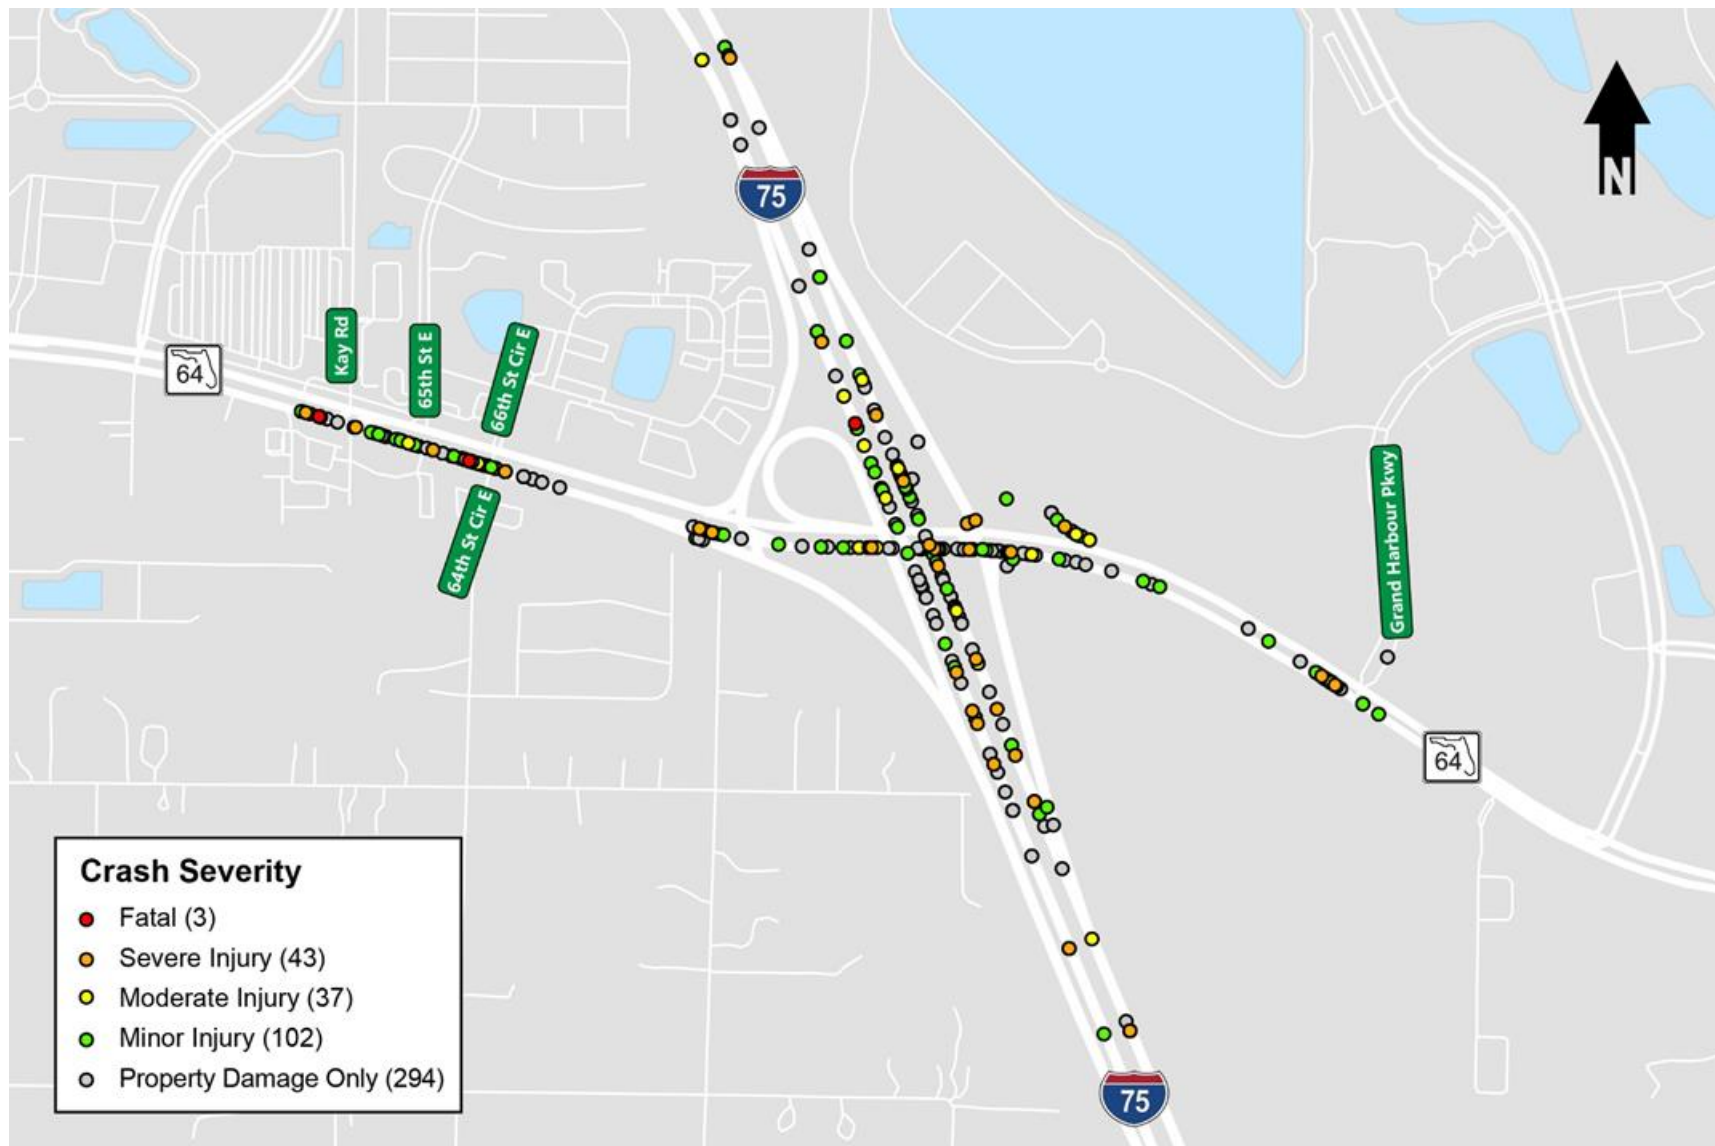 N
75
Kay Rd
65th St E
66th St Cir E
64
64th St Cir E
Grand Harbour Pkwy
64
Crash Severity
Fatal (3)
Severe Injury (43)
Moderate Injury (37)
Minor Injury (102)
Property Damage Only (294)
75